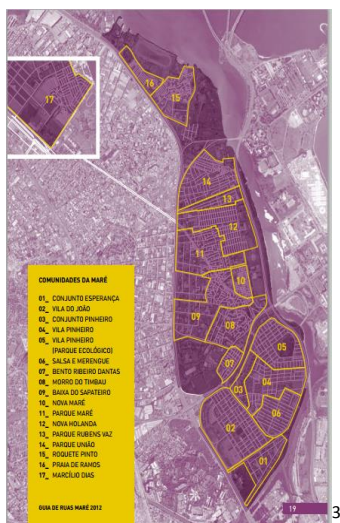 17
16
15
14
13
12
11
10
09
08
07
05
03
04
06
02
01
COMUNIDADES DA MARÉ
01_ CONJUNTO ESPERANÇA
02_ VILA DO JOÃO
03_ CONJUNTO PINHEIRO
04_ VILA PINHEIRO
05_ VILA PINHEIRO
(PARQUE ECOLÓGICO)
06_ SALSA E MERENGUE
07_ BENTO RIBEIRO DANTAS
08_ MORRO DO TIMBAU
09_ BAIXA DO SAPATEIRO
10_ NOVA MARÉ
11_ PARQUE MARÉ
12_ NOVA HOLANDA
13_ PARQUE RUBENS VAZ
14_ PARQUE UNIÃO
15_ ROQUETE PINTO
16_ PRAIA DE RAMOS
17_ MARCÍLIO DIAS
GUIA DE RUAS MARÉ 2012
19
3